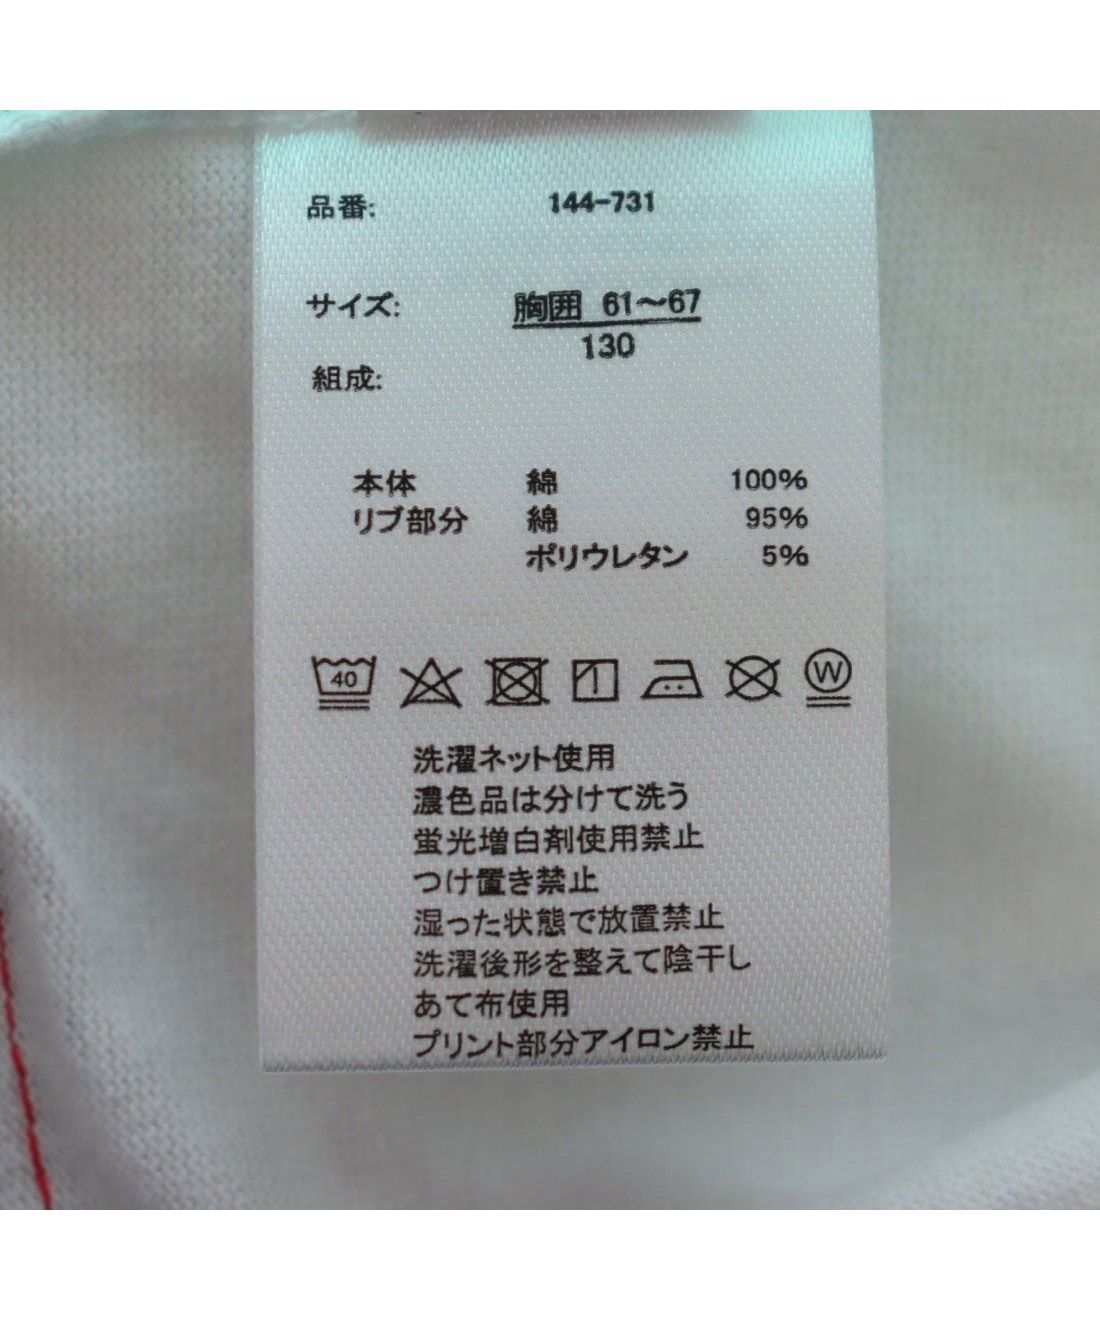 品番: 144-731
サイズ: 胸囲 61～67
130
組成:
本体 綿 100%
リブ部分 綿 95%
ポリウレタン 5%
40 W
洗濯ネット使用
濃色品は分けて洗う
蛍光増白剤使用禁止
つけ置き禁止
湿った状態で放置禁止
洗濯後形を整えて陰干し
あて布使用
プリント部分アイロン禁止